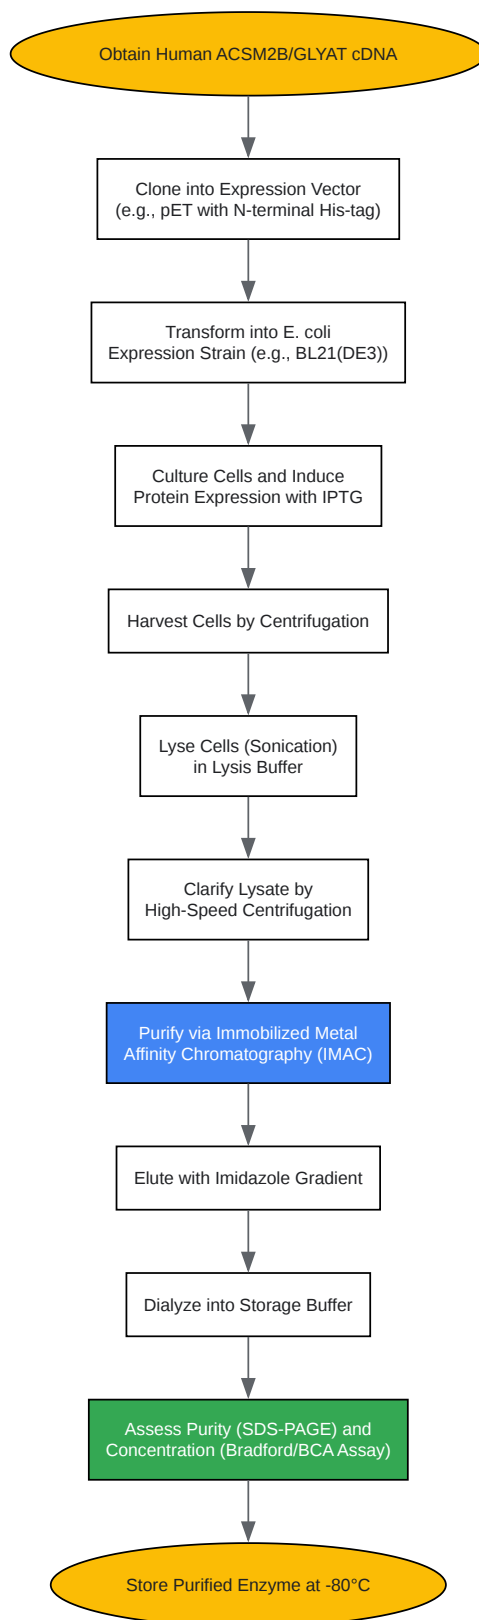 Obtain Human ACSM2B/GLYAT cDNA
Clone into Expression Vector
(e.g., pET with N-terminal His-tag)
Transform into E. coli
Expression Strain (e.g., BL21(DE3))
Culture Cells and Induce
Protein Expression with IPTG
Harvest Cells by Centrifugation
Lyse Cells (Sonication)
in Lysis Buffer
Clarify Lysate by
High-Speed Centrifugation
Purify via Immobilized Metal
Affinity Chromatography (IMAC)
Elute with Imidazole Gradient
Dialyze into Storage Buffer
Assess Purity (SDS-PAGE) and
Concentration (Bradford/BCA Assay)
Store Purified Enzyme at -80°C